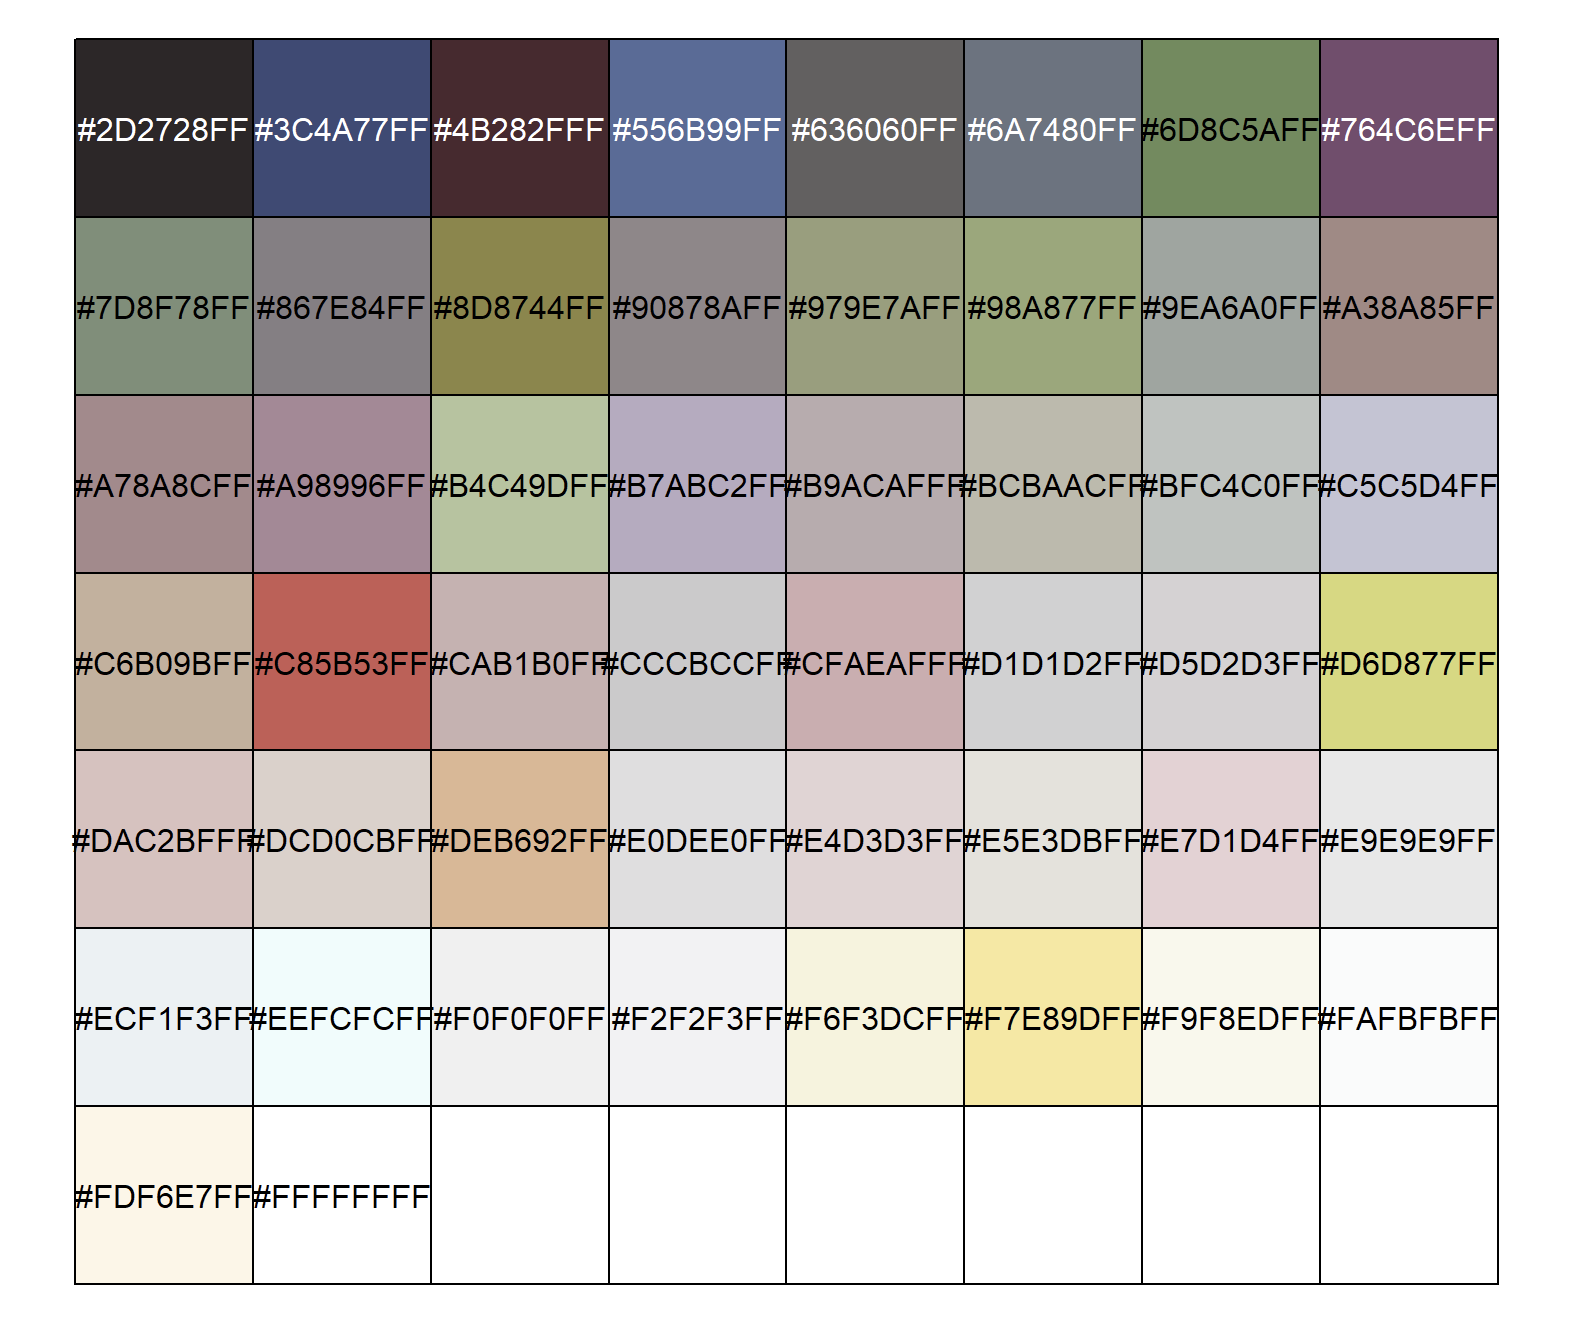 #2D2728FF #3C4A77FF #4B282FFF #556B99FF #636060FF #6A7480FF #6D8C5AFF #764C6EFF
#7D8F78FF #867E84FF #8D8744FF #90878AFF #979E7AFF #98A877FF #9EA6A0FF #A38A85FF
#A78A8CFF #A98996FF #B4C49DFF #B7ABC2FF #B9ACAFFF #BCBAACFF #BFC4C0FF #C5C5D4FF
#C6B09BFF #C85B53FF #CAB1B0FF #CCCBCCFF #CFAEAFFF #D1D1D2FF #D5D2D3FF #D6D877FF
#DAC2BFFF #DCD0CBFF #DEB692FF #E0DEE0FF #E4D3D3FF #E5E3DBFF #E7D1D4FF #E9E9E9FF
#ECF1F3FF #EEFCFCFF #F0F0F0FF #F2F2F3FF #F6F3DCFF #F7E89DFF #F9F8EDFF #FAFBFBFF
#FDF6E7FF #FFFFFFFF